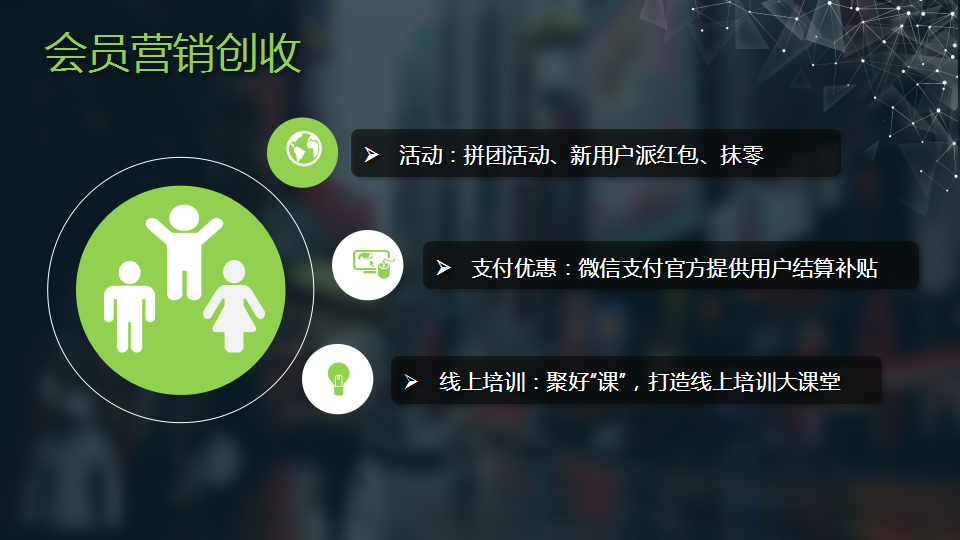 会员营销创收
➢ 活动：拼团活动、新用户派红包、抹零
➢ 支付优惠：微信支付官方提供用户结算补贴
➢ 线上培训：聚好"课"，打造线上培训大课堂